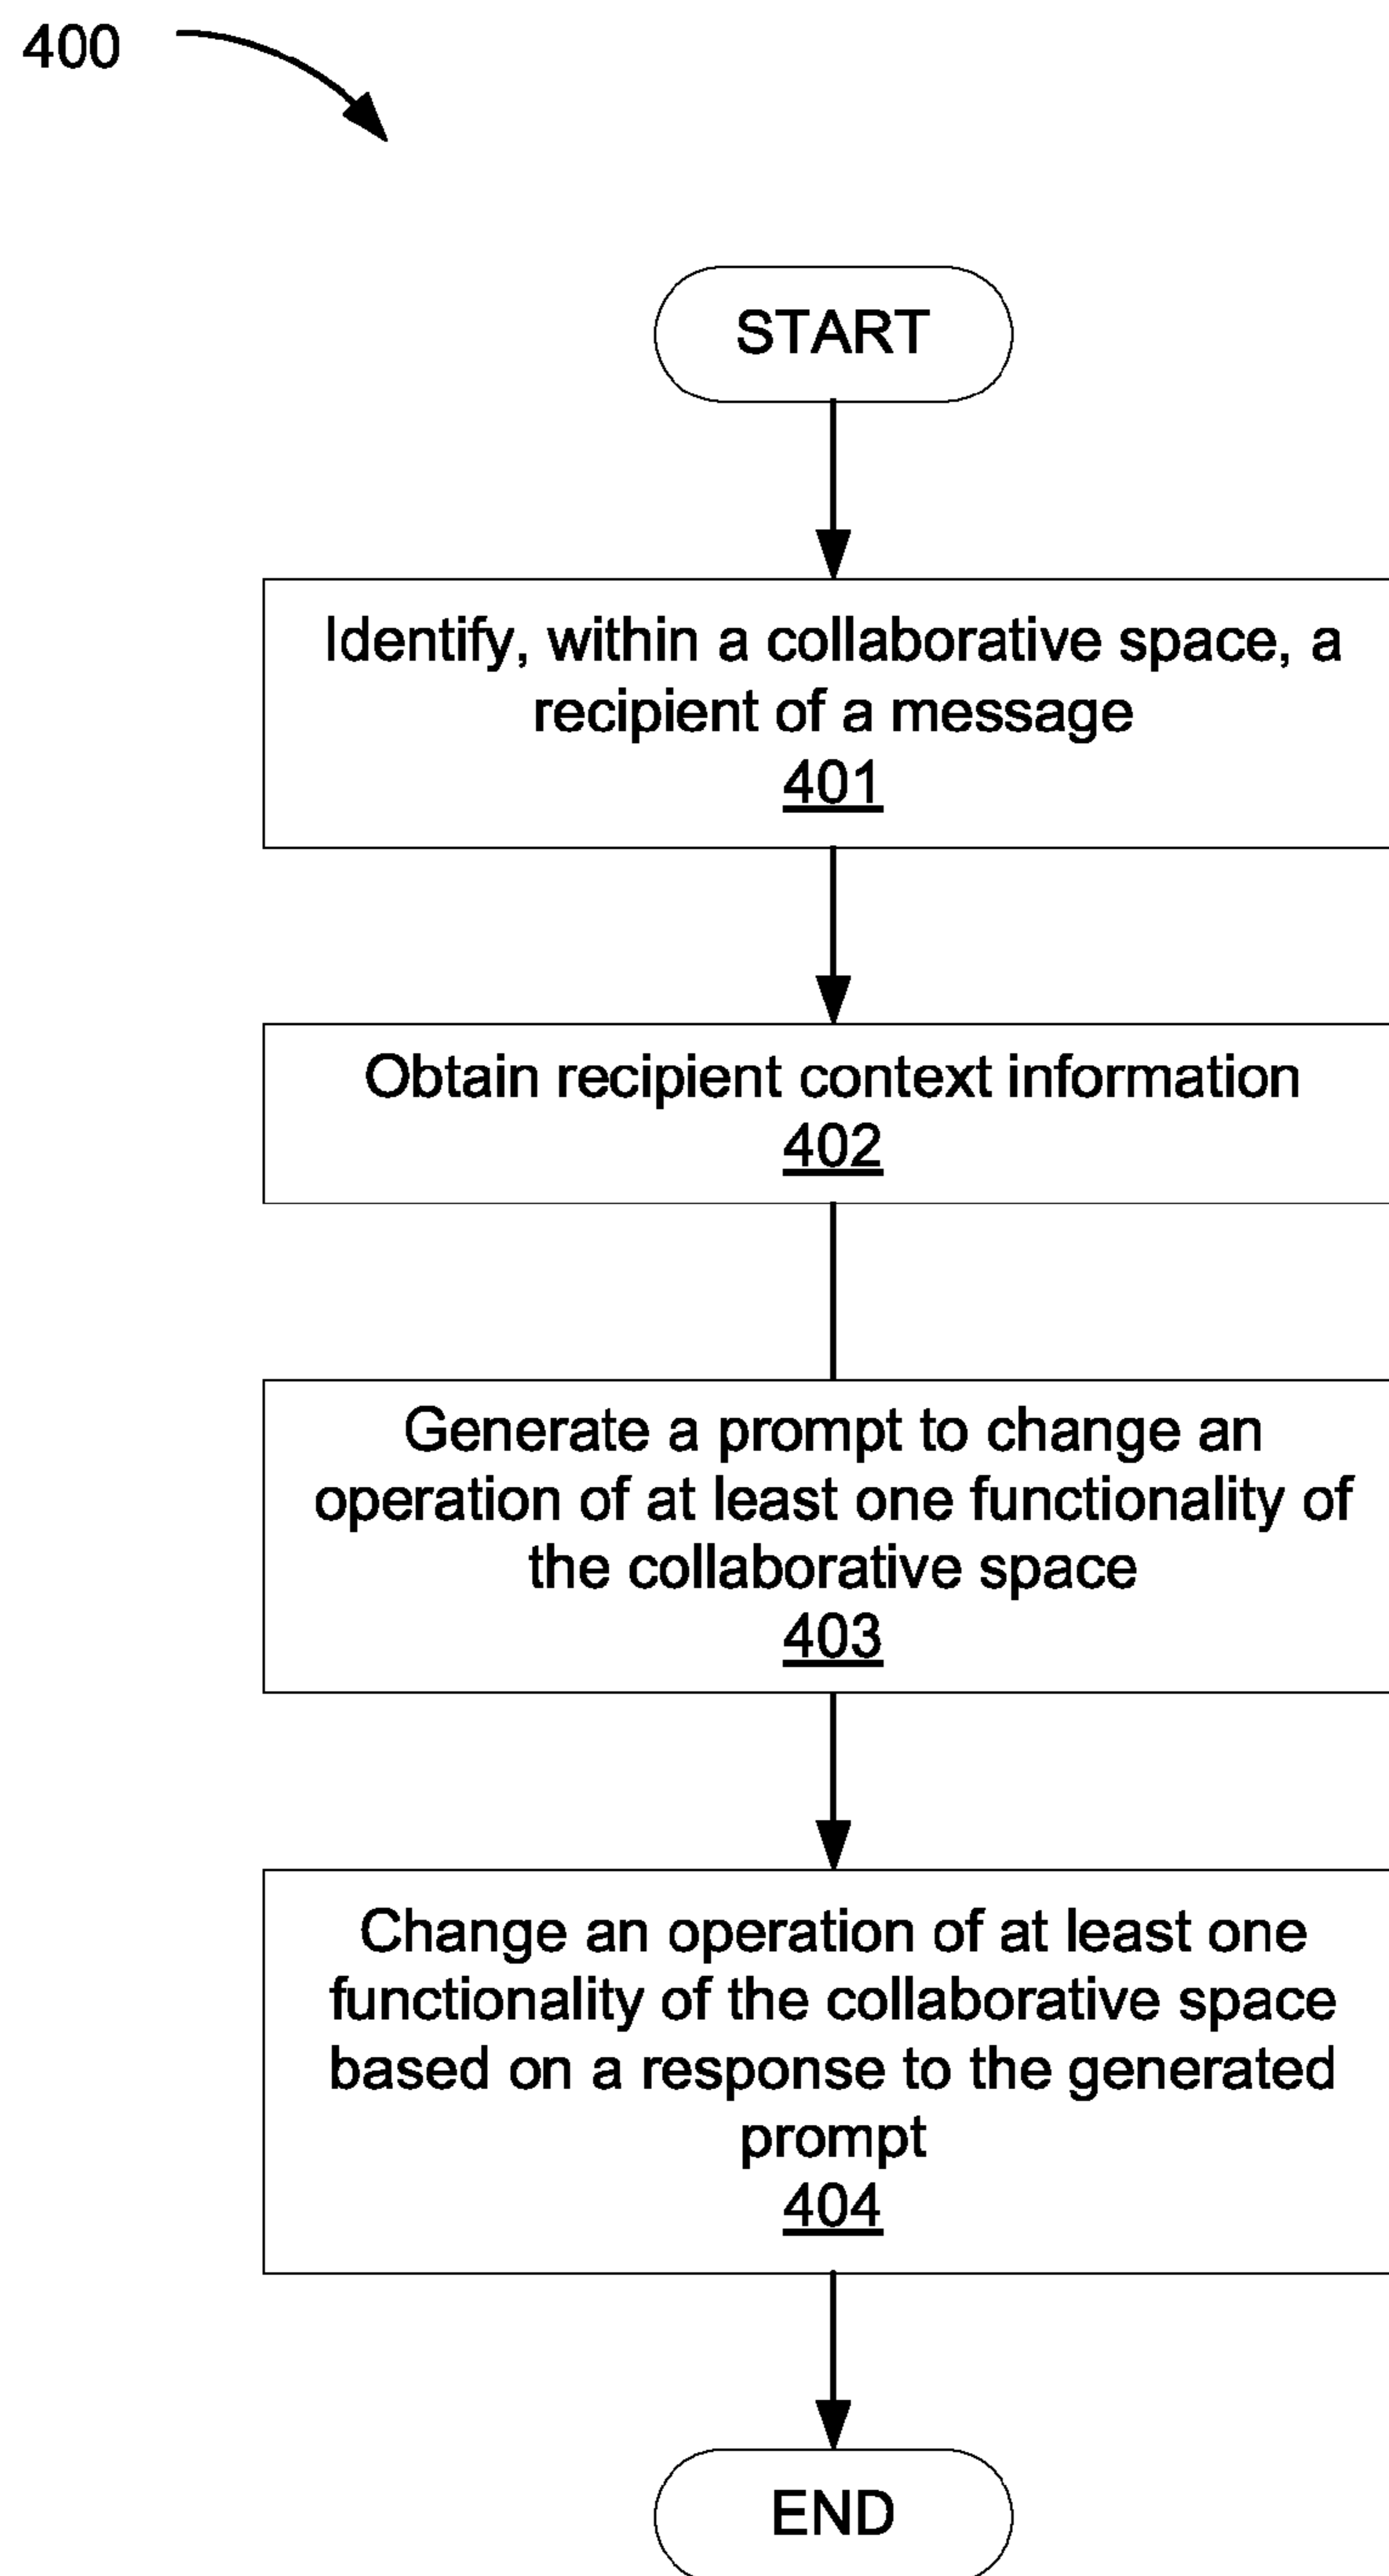 400
START
Identify, within a collaborative space, a
recipient of a message
401
Obtain recipient context information
402
Generate a prompt to change an
operation of at least one functionality of
the collaborative space
403
Change an operation of at least one
functionality of the collaborative space
based on a response to the generated
prompt
404
END